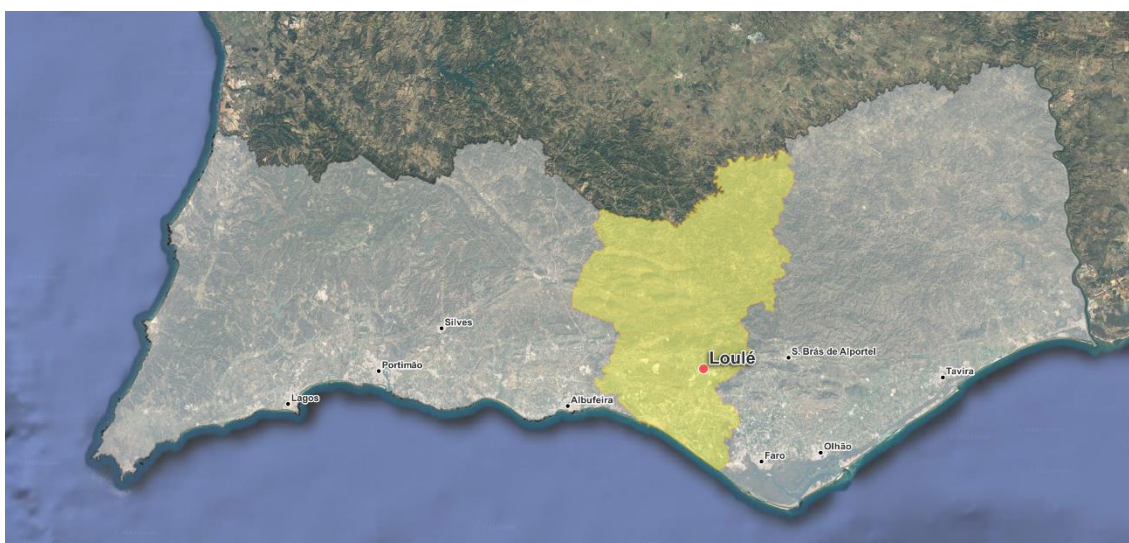 Silves
Loulé
S. Brás de Alportel
Portimão
Tavira
Lagos
Albufeira
Olhão
Faro